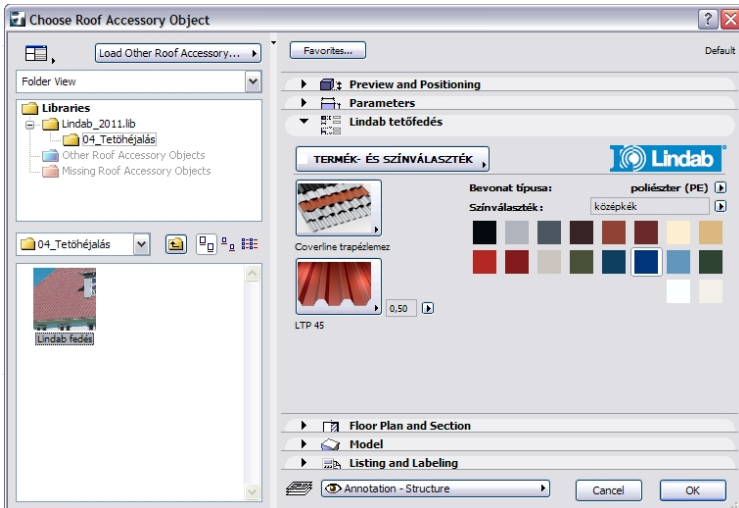 Choose Roof Accessory Object
Load Other Roof Accessory...
Folder View
Libraries
Lindab_2011.lib
04_Tetöhéjalás
Other Roof Accessory Objects
Missing Roof Accessory Objects
04_Tetöhéjalás
Lindab fedés
Favorites...
Default
Preview and Positioning
Parameters
Lindab tetőfedés
TERMÉK- ÉS SZÍNVÁLASZTÉK
Lindab
Bevonat típusa: poliészter (PE)
Színválaszték: középkék
Coverline trapézlemez
0,50
LTP 45
Floor Plan and Section
Model
Listing and Labeling
Annotation - Structure
Cancel
OK